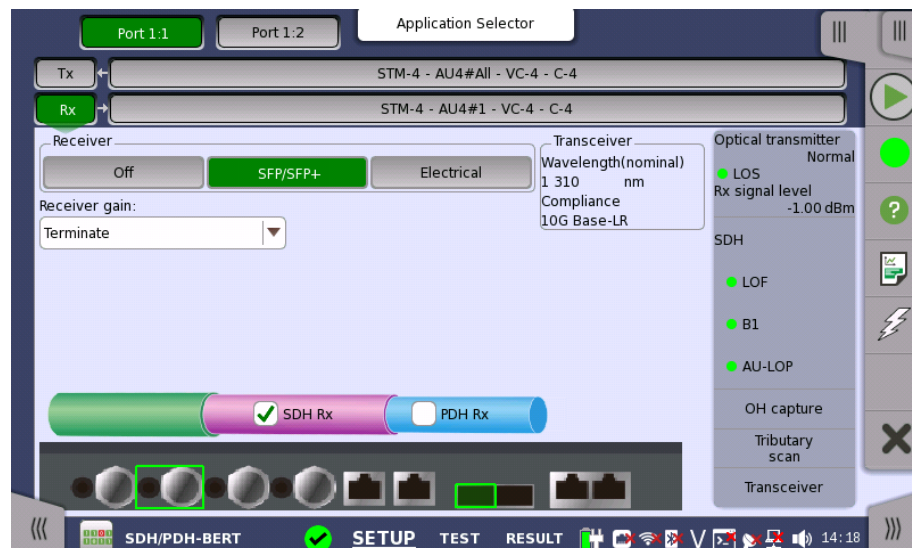 Port 1:1
Port 1:2
Application Selector
Tx
STM-4 - AU4#All - VC-4 - C-4
Rx
STM-4 - AU4#1 - VC-4 - C-4
Receiver
Off
SFP/SFP+
Electrical
Receiver gain:
Terminate
Transceiver
Wavelength(nominal)
1 310 nm
Compliance
10G Base-LR
Optical transmitter
Normal
LOS
Rx signal level
-1.00 dBm
SDH
LOF
B1
AU-LOP
OH capture
Tributary
scan
Transceiver
SDH Rx
PDH Rx
SDH/PDH-BERT
SETUP
TEST
RESULT
V
14:18